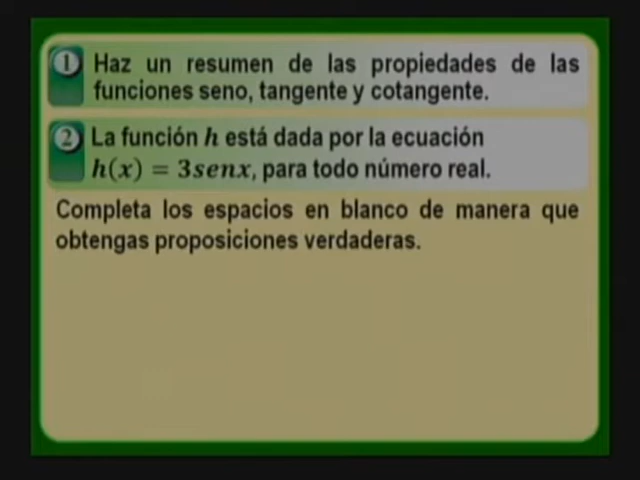 1 Haz un resumen de las propiedades de las
funciones seno, tangente y cotangente.
2 La función h está dada por la ecuación
h(x) = 3senx, para todo número real.
Completa los espacios en blanco de manera que
obtengas proposiciones verdaderas.